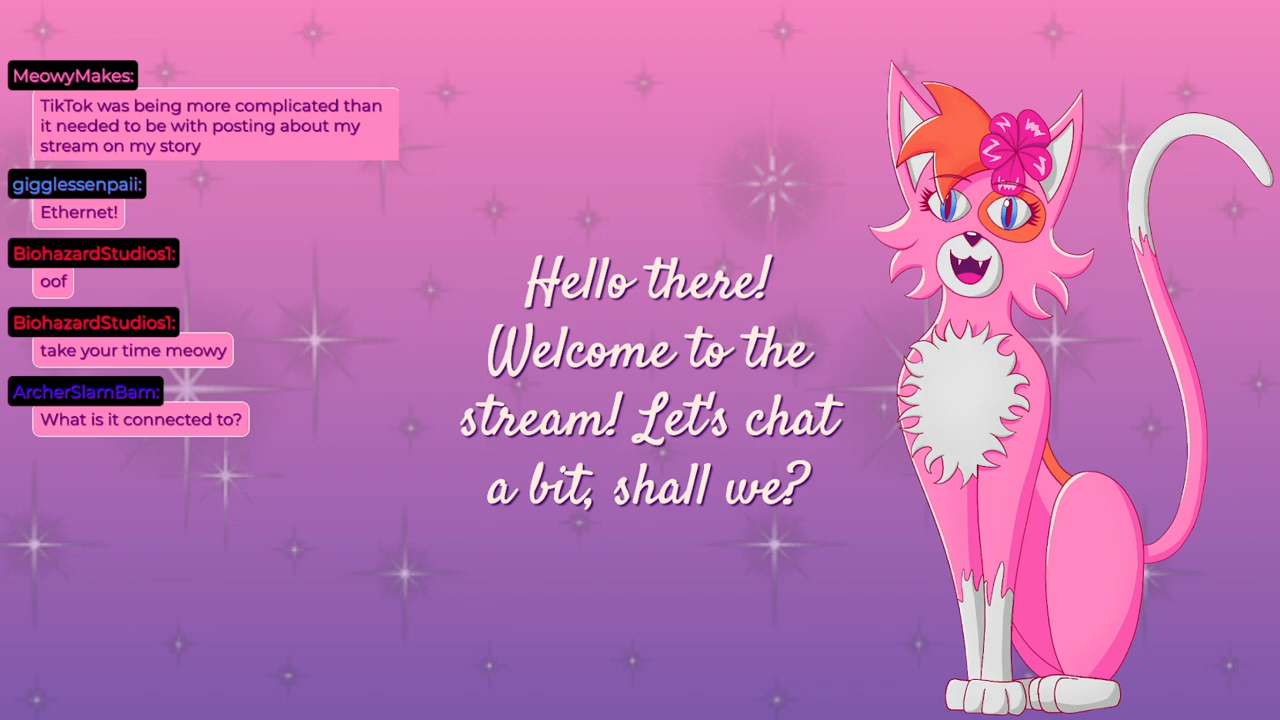 MeowyMakes:
TikTok was being more complicated than
it needed to be with posting about my
stream on my story
gigglessenpaii:
Ethernet!
BiohazardStudios1:
oof
BiohazardStudios1:
take your time meowy
ArcherSlamBam:
What is it connected to?
Hello there!
Welcome to the
stream! Let's chat
a bit, shall we?